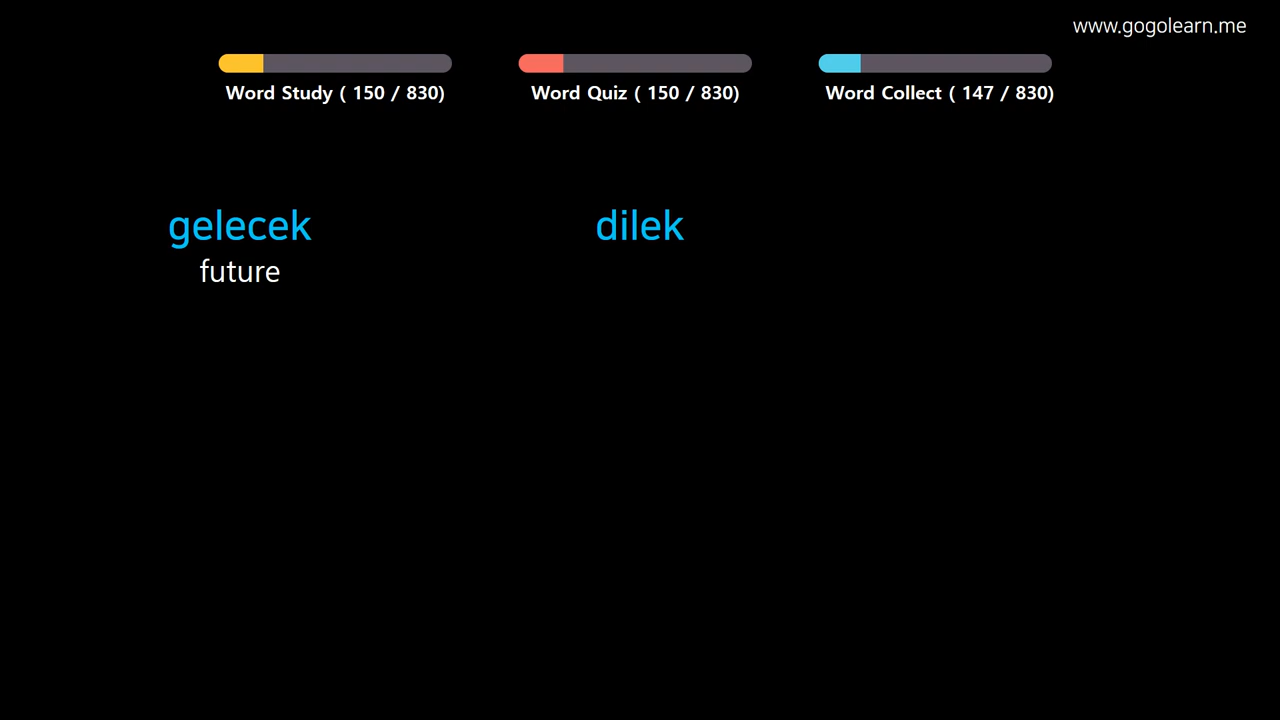 www.gogolearn.me
Word Study ( 150 / 830)
Word Quiz ( 150 / 830)
Word Collect ( 147 / 830)
gelecek
future
dilek